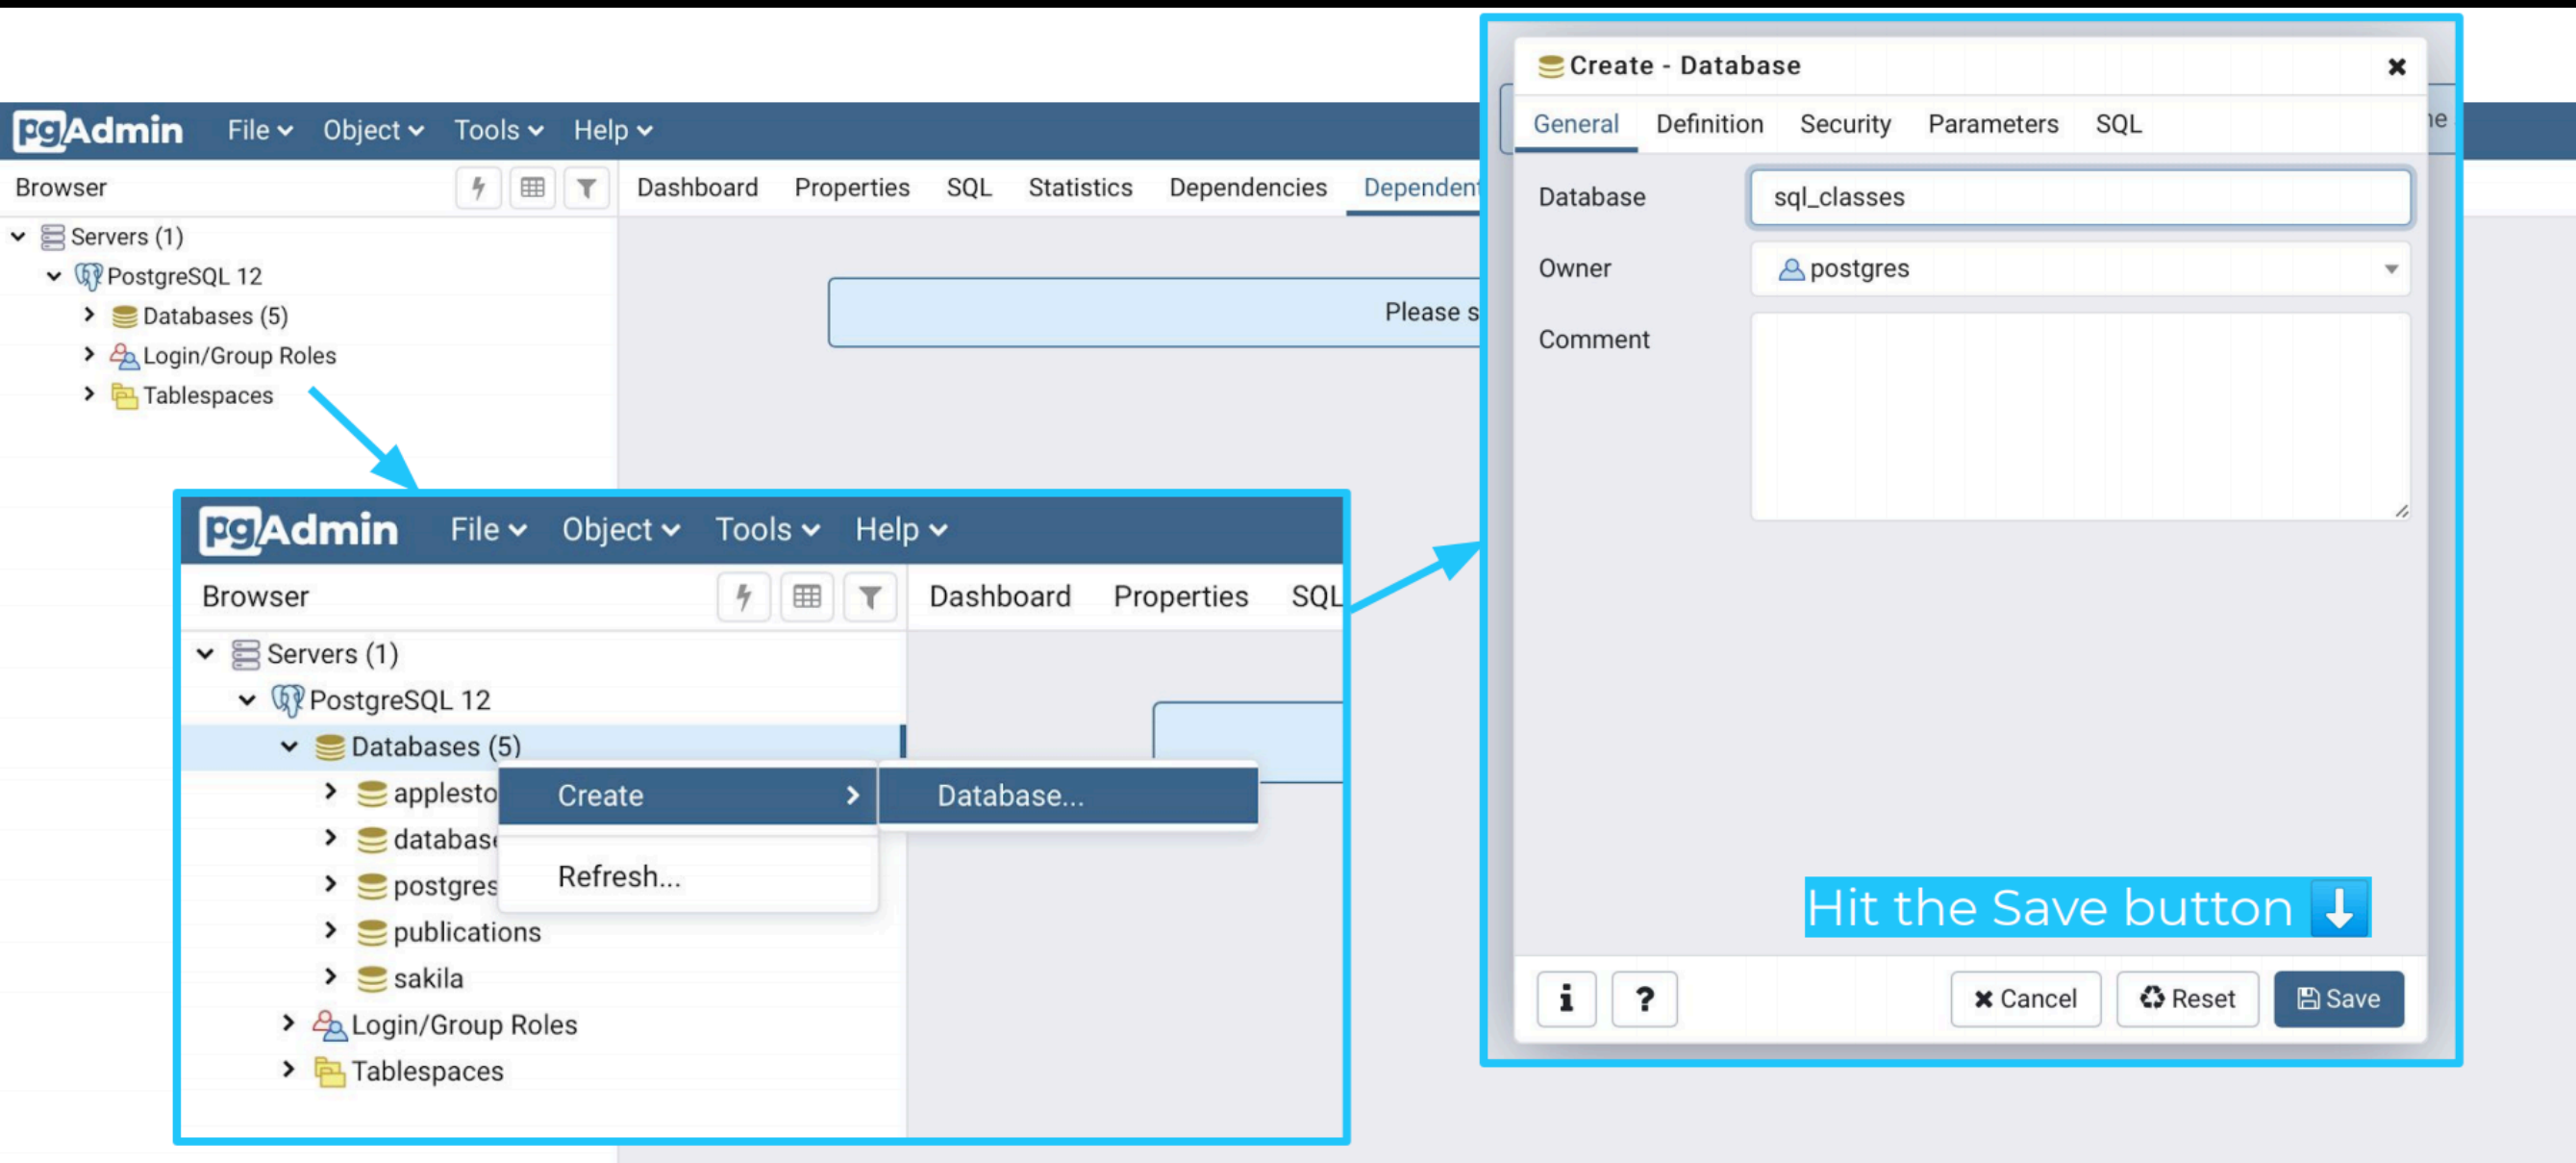 pgAdmin File Object Tools Help
Browser
Dashboard Properties SQL Statistics Dependencies
Servers (1)
PostgreSQL 12
Databases (5)
Login/Group Roles
Tablespaces
Please
pgAdmin File Object Tools Help
Browser
Dashboard Properties SQL
Servers (1)
PostgreSQL 12
Databases (5)
Create
Database...
Refresh...
postgres
publications
sakila
Login/Group Roles
Tablespaces
Create - Database
General Definition Security Parameters SQL
Database sql_classes
Owner postgres
Comment
Hit the Save button
i ? Cancel Reset Save